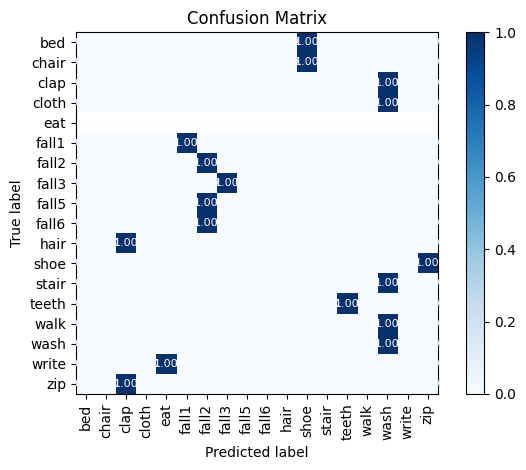 Confusion Matrix
True label
bed 1.00
chair 1.00
clap 1.00
cloth 1.00
eat
fall1 1.00
fall2 1.00
fall3 1.00
fall5 1.00
fall6 1.00
hair 1.00
shoe 1.00
stair 1.00
teeth 1.00
walk 1.00
wash 1.00
write 1.00
zip 1.00
bed chair clap cloth eat fall1 fall2 fall3 fall5 fall6 hair shoe stair teeth walk wash write zip
Predicted label
1.0
0.8
0.6
0.4
0.2
0.0